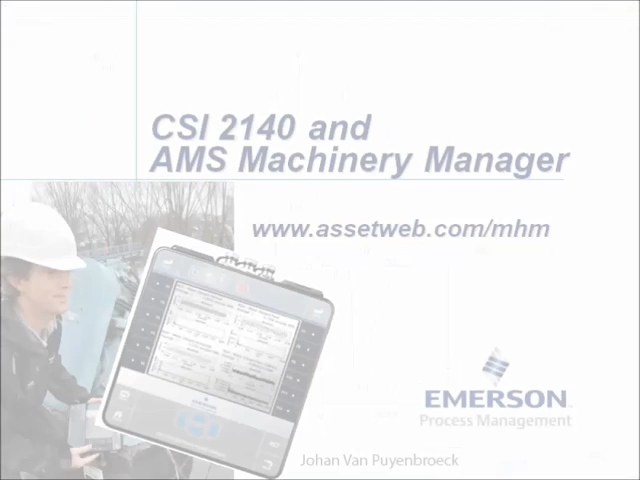 CSI 2140 and
AMS Machinery Manager
www.assetweb.com/mhm
EMERSON
Process Management
Johan Van Puyenbroeck